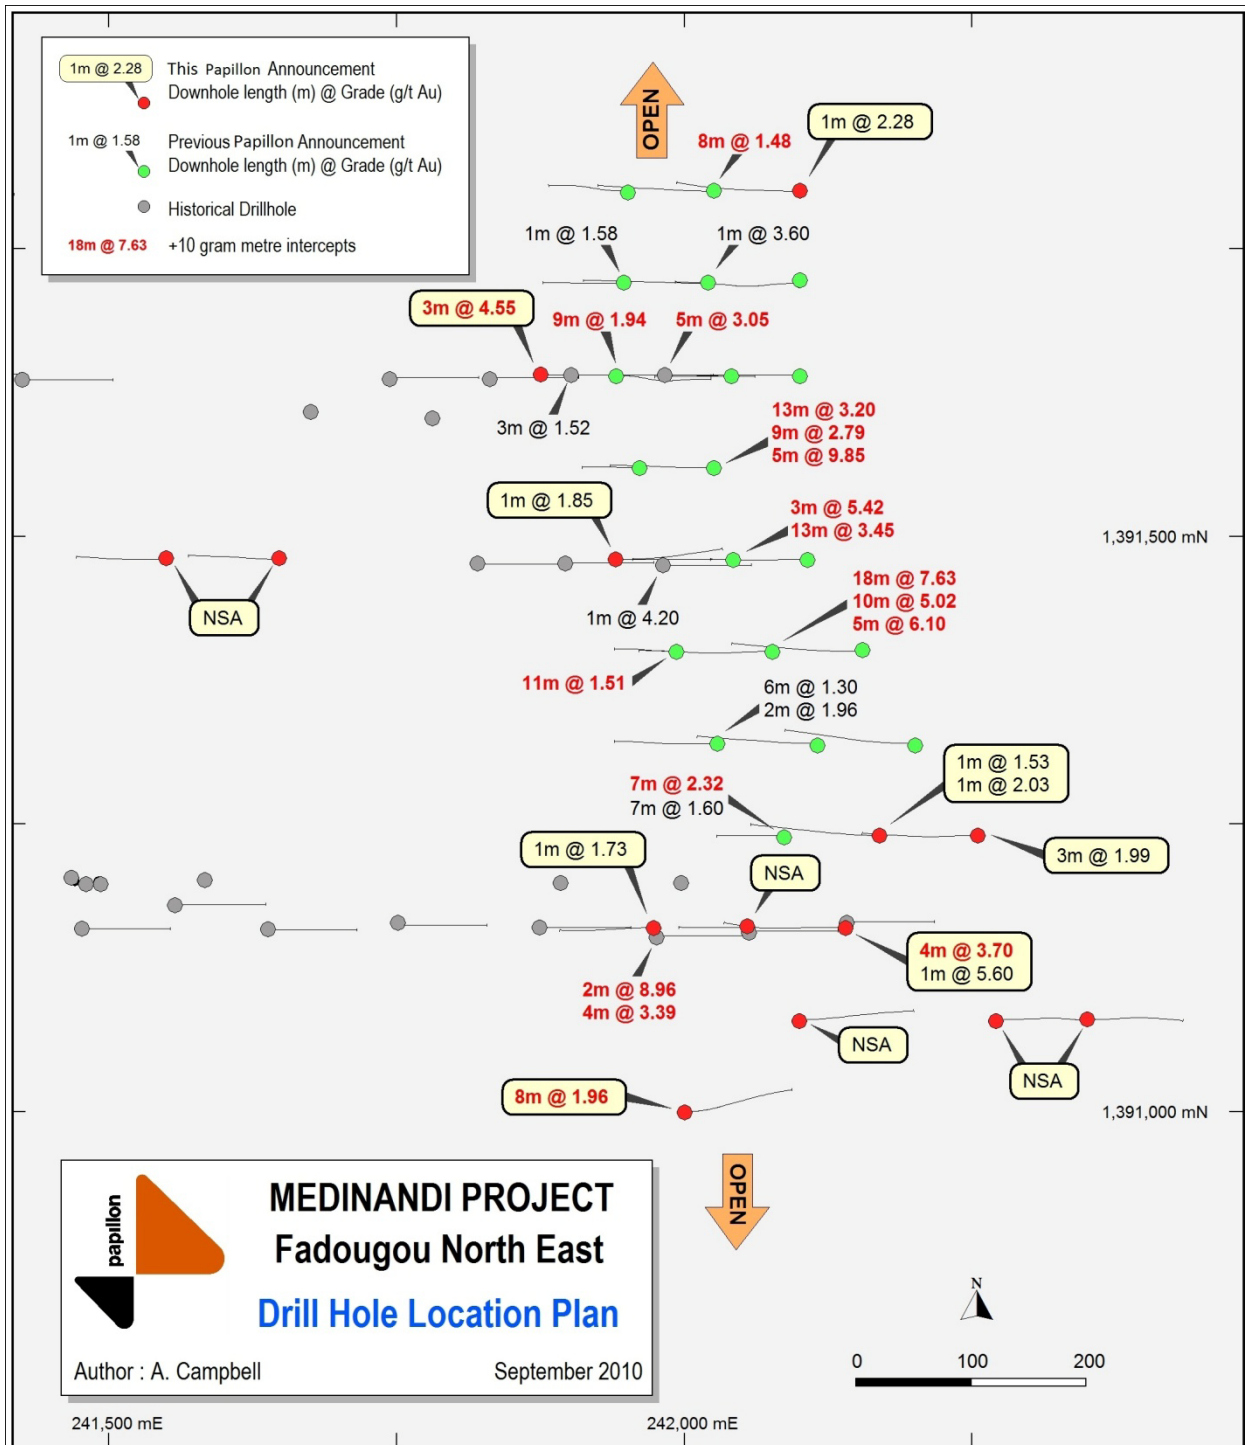 1m @ 2.28
This Papillon Announcement
Downhole length (m) @ Grade (g/t Au)
1m @ 1.58
Previous Papillon Announcement
Downhole length (m) @ Grade (g/t Au)
Historical Drillhole
18m @ 7.63
+10 gram metre intercepts
OPEN
1m @ 2.28
8m @ 1.48
1m @ 1.58
1m @ 3.60
3m @ 4.55
9m @ 1.94
5m @ 3.05
3m @ 1.52
13m @ 3.20
9m @ 2.79
5m @ 9.85
1m @ 1.85
3m @ 5.42
13m @ 3.45
1,391,500 mN
NSA
1m @ 4.20
18m @ 7.63
10m @ 5.02
5m @ 6.10
11m @ 1.51
6m @ 1.30
2m @ 1.96
1m @ 1.53
1m @ 2.03
7m @ 2.32
7m @ 1.60
3m @ 1.99
1m @ 1.73
NSA
4m @ 3.70
1m @ 5.60
2m @ 8.96
4m @ 3.39
NSA
NSA
8m @ 1.96
1,391,000 mN
OPEN
papillon
MEDINANDI PROJECT
Fadougou North East
Drill Hole Location Plan
Author : A. Campbell
September 2010
N
0
100
200
241,500 mE
242,000 mE